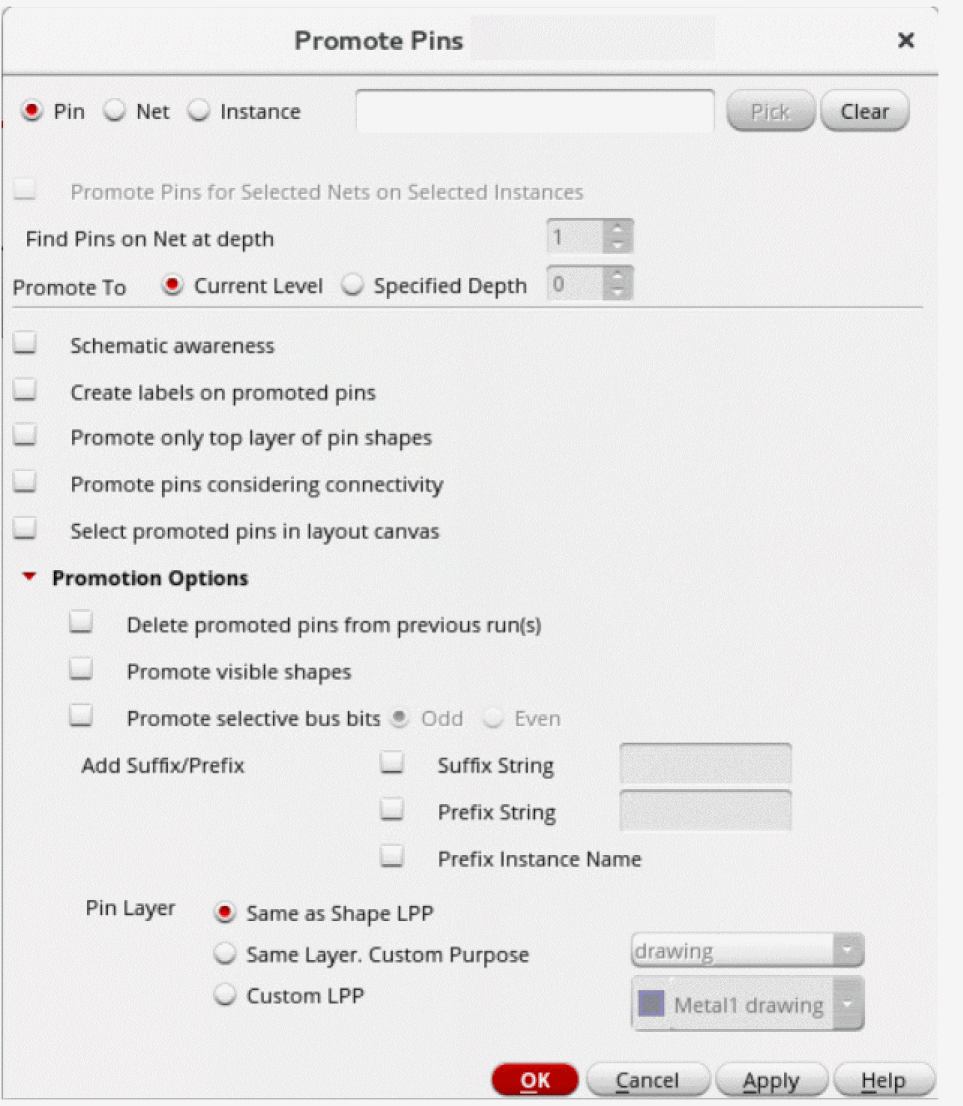 Promote Pins
Pin Net Instance Pick Clear
Promote Pins for Selected Nets on Selected Instances
Find Pins on Net at depth 1
Promote To Current Level Specified Depth 0
Schematic awareness
Create labels on promoted pins
Promote only top layer of pin shapes
Promote pins considering connectivity
Select promoted pins in layout canvas
Promotion Options
Delete promoted pins from previous run(s)
Promote visible shapes
Promote selective bus bits Odd Even
Add Suffix/Prefix Suffix String
Prefix String
Prefix Instance Name
Pin Layer Same as Shape LPP
Same Layer. Custom Purpose drawing
Custom LPP Metal1 drawing
OK Cancel Apply Help